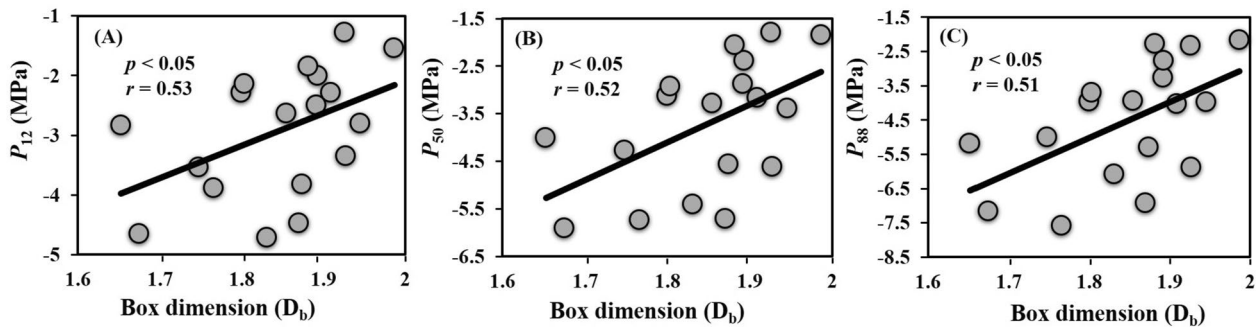 (A)
p < 0.05
r = 0.53
P12 (MPa)
-1
-2
-3
-4
-5
1.6
1.8
1.9
2
Box dimension (Db)
(B)
p < 0.05
r = 0.52
P50 (MPa)
-1.5
-2.5
-3.5
-4.5
-5.5
-6.5
1.6
1.7
1.8
1.9
2
Box dimension (Db)
(C)
p < 0.05
r = 0.51
P88 (MPa)
-1.5
-2.5
-3.5
-4.5
-5.5
-6.5
-7.5
-8.5
1.6
1.7
1.8
1.9
2
Box dimension (Db)